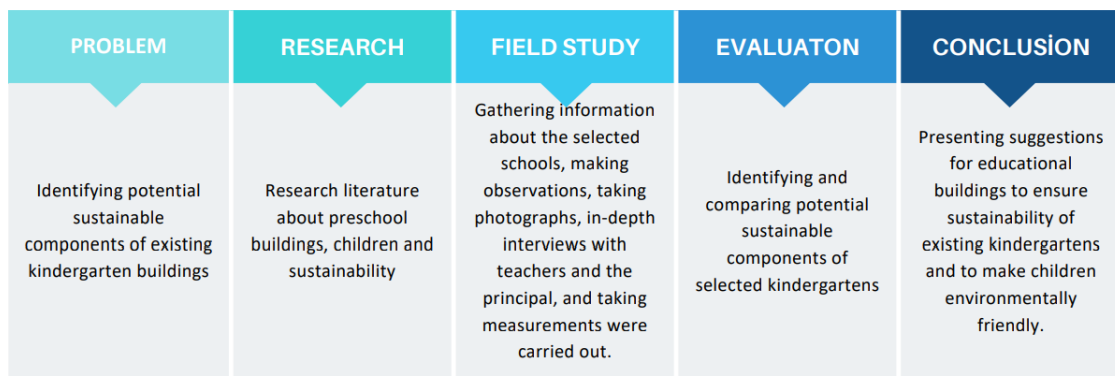 PROBLEM
Identifying potential
sustainable
components of existing
kindergarten buildings
RESEARCH
Research literature
about preschool
buildings, children and
sustainability
FIELD STUDY
Gathering information
about the selected
schools, making
observations, taking
photographs, in-depth
interviews with
teachers and the
principal, and taking
measurements were
carried out.
EVALUATON
Identifying and
comparing potential
sustainable
components of
selected kindergartens
CONCLUSİON
Presenting suggestions
for educational
buildings to ensure
sustainability of
existing kindergartens
and to make children
environmentally
friendly.